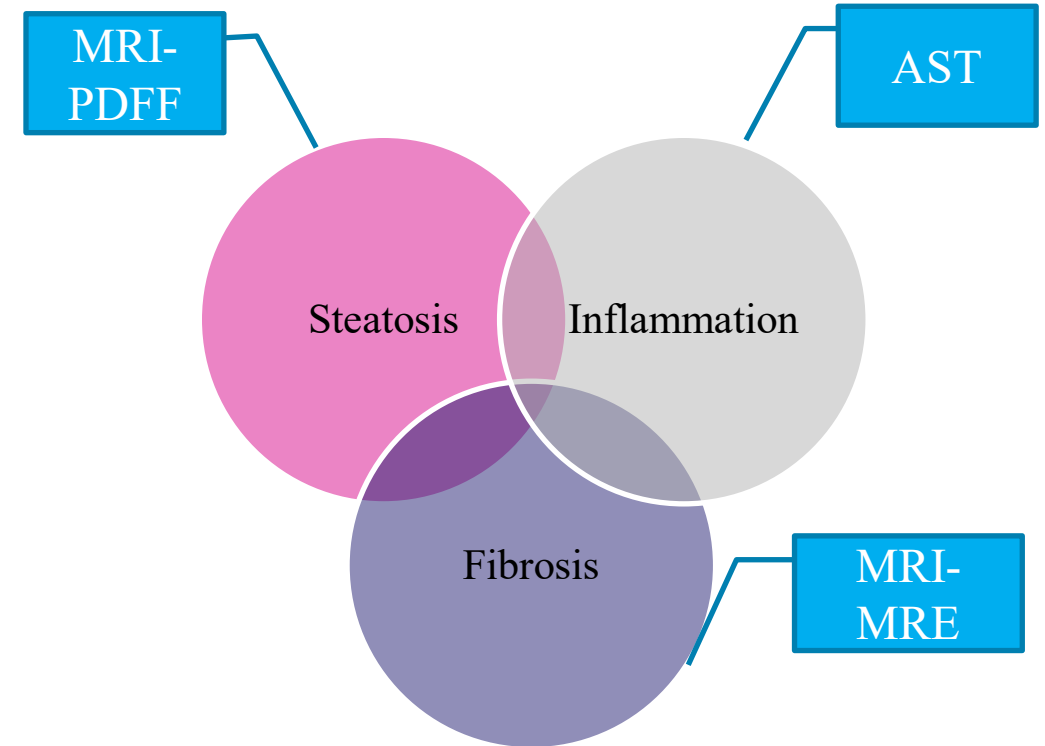 MRI-
PDFF
AST
Steatosis
Inflammation
Fibrosis
MRI-
MRE